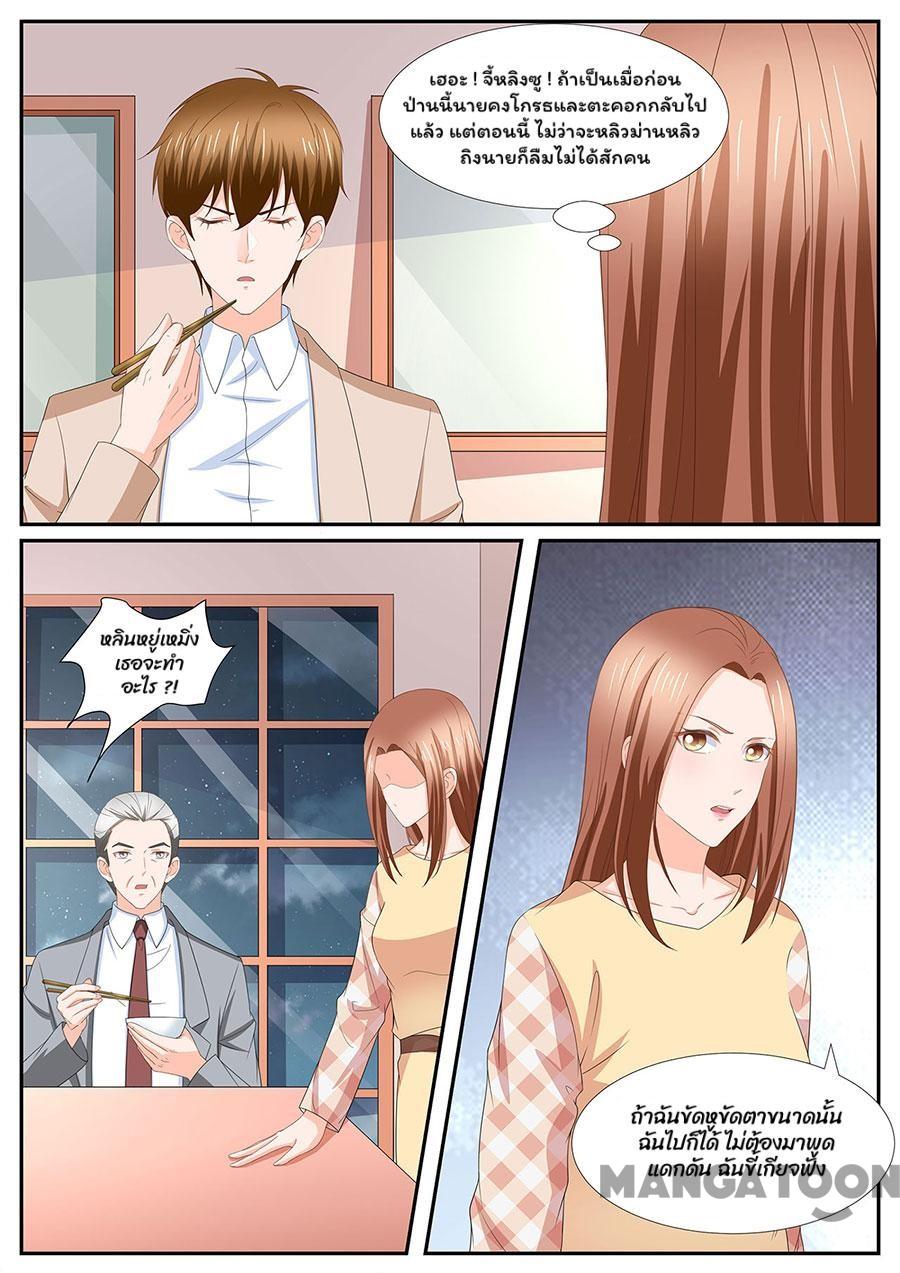 เฮอะ ! จี้หลิงซู ! ถ้าเป็นเมื่อก่อน
ป่านนี้นายคงโกรธและตะคอกกลับไป
แล้ว แต่ตอนนี้ ไม่ว่าจะหลิวม่านหลิว
ถิงนายก็ลืมไม่ได้สักคน
หลินหยู่เหมิ่ง
เธอจะทำ
อะไร ?!
ถ้าฉันขัดหูขัดตาขนาดนั้น
ฉันไปก็ได้ ไม่ต้องมาพูด
แดกดัน ฉันขี้เกียจฟัง
MANGATOON